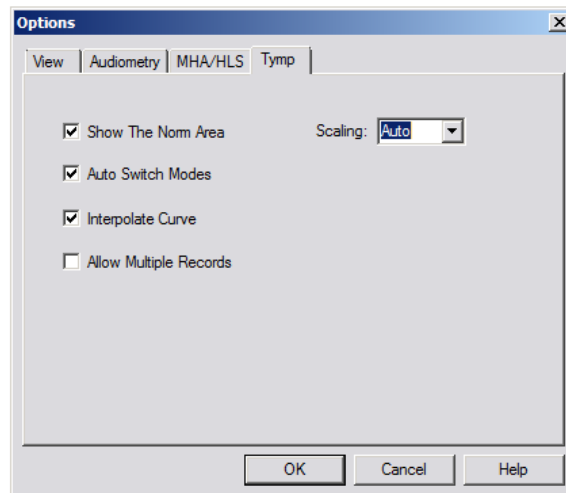 Options
View Audiometry MHA/HLS Tymp
Show The Norm Area Scaling: Auto
Auto Switch Modes
Interpolate Curve
Allow Multiple Records
OK Cancel Help